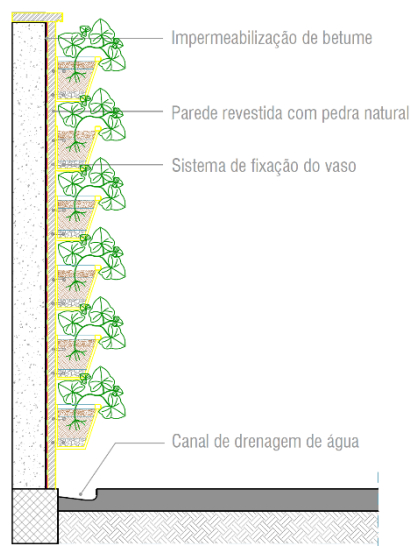 Impermeabilização de betume
Parede revestida com pedra natural
Sistema de fixação do vaso
Canal de drenagem de água